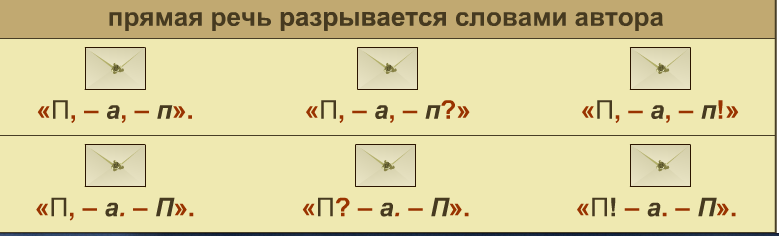 прямая речь разрывается словами автора
«П, – а, – п». «П, – а, – п?» «П, – а, – п!»
«П, – а. – П». «П? – а. – П». «П! – а. – П».